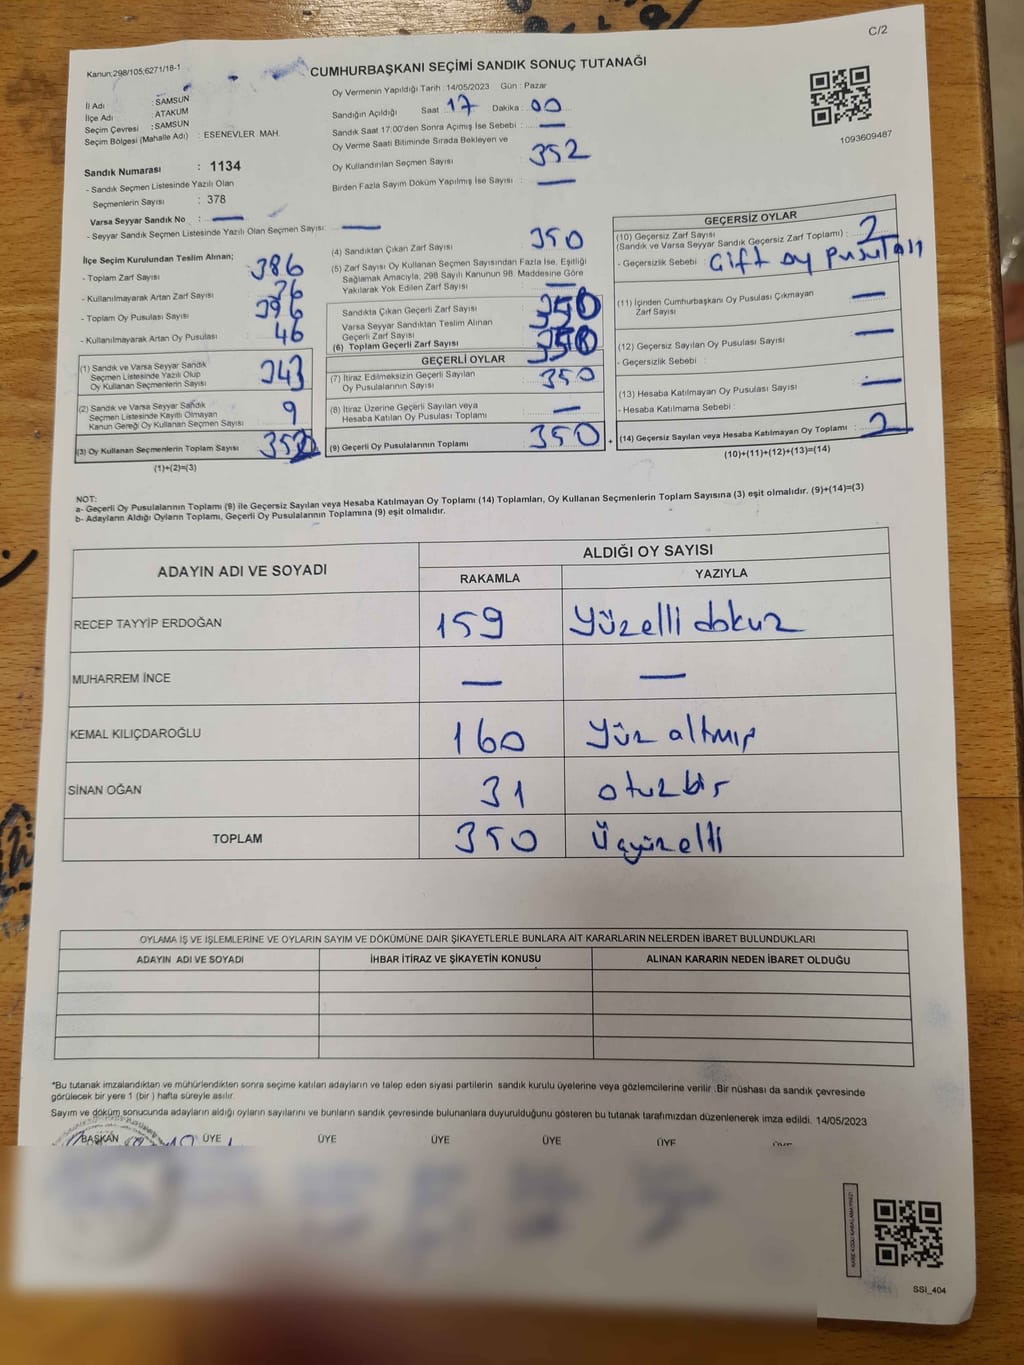 C/2
Kanun;298/105;6271/18-1
CUMHURBAŞKANI SEÇİMİ SANDIK SONUÇ TUTANAĞI
İl Adı : SAMSUN
İlçe Adı : ATAKUM
Seçim Çevresi : SAMSUN
Seçim Bölgesi (Mahalle Adı) : ESENEVLER MAH.
Sandık Numarası : 1134
- Sandık Seçmen Listesinde Yazılı Olan
Seçmenlerin Sayısı : 378
Varsa Seyyar Sandık No : —
- Seyyar Sandık Seçmen Listesinde Yazılı Olan Seçmen Sayısı: —
Oy Vermenin Yapıldığı Tarih : 14/05/2023 Gün : Pazar
Sandığın Açıldığı Saat : 17 Dakika : 00
Sandık Saat 17:00'den Sonra Açımış İse Sebebi : —
Oy Verme Saati Bitiminde Sırada Bekleyen ve
Oy Kullandırılan Seçmen Sayısı : 352
Birden Fazla Sayım Döküm Yapılmış İse Sayısı : —
1093609487
İlçe Seçim Kurulundan Teslim Alınan;
- Toplam Zarf Sayısı : 386
- Kullanılmayarak Artan Zarf Sayısı : 36
- Toplam Oy Pusulası Sayısı : 396
- Kullanılmayarak Artan Oy Pusulası : 46
(1) Sandık ve Varsa Seyyar Sandık
Seçmen Listesinde Yazılı Olup
Oy Kullanan Seçmenlerin Sayısı : 343
(2) Sandık ve Varsa Seyyar Sandık
Seçmen Listesinde Kayıtlı Olmayan
Kanun Gereği Oy Kullanan Seçmen Sayısı : 9
(3) Oy Kullanan Seçmenlerin Toplam Sayısı : 352
(1)+(2)=(3)
(4) Sandıktan Çıkan Zarf Sayısı : 350
(5) Zarf Sayısı Oy Kullanan Seçmen Sayısından Fazla İse, Eşitliği
Sağlamak Amacıyla, 298 Sayılı Kanunun 98. Maddesine Göre
Yakılarak Yok Edilen Zarf Sayısı : —
Sandıkta Çıkan Geçerli Zarf Sayısı : 350
Varsa Seyyar Sandıktan Teslim Alınan
Geçerli Zarf Sayısı
(6) Toplam Geçerli Zarf Sayısı : 350
GEÇERLİ OYLAR
(7) İtiraz Edilmeksizin Geçerli Sayılan
Oy Pusulalarının Sayısı : 350
(8) İtiraz Üzerine Geçerli Sayılan veya
Hesaba Katılan Oy Pusulası Toplamı : —
(9) Geçerli Oy Pusulalarının Toplamı : 350
GEÇERSİZ OYLAR
(10) Geçersiz Zarf Sayısı
(Sandık ve Varsa Seyyar Sandık Geçersiz Zarf Toplamı) : 2
- Geçersizlik Sebebi : Çift oy pusulası
(11) İçinden Cumhurbaşkanı Oy Pusulası Çıkmayan
Zarf Sayısı : —
(12) Geçersiz Sayılan Oy Pusulası Sayısı : —
- Geçersizlik Sebebi :
(13) Hesaba Katılmayan Oy Pusulası Sayısı : —
- Hesaba Katılmama Sebebi :
+ (14) Geçersiz Sayılan veya Hesaba Katılmayan Oy Toplamı : 2
(10)+(11)+(12)+(13)=(14)
NOT:
a- Geçerli Oy Pusulalarının Toplamı (9) ile Geçersiz Sayılan veya Hesaba Katılmayan Oy Toplamı (14) Toplamları, Oy Kullanan Seçmenlerin Toplam Sayısına (3) eşit olmalıdır. (9)+(14)=(3)
b- Adayların Aldığı Oyların Toplamı, Geçerli Oy Pusulalarının Toplamına (9) eşit olmalıdır.
ADAYIN ADI VE SOYADI ALDIĞI OY SAYISI
RAKAMLA YAZIYLA
RECEP TAYYİP ERDOĞAN 159 Yüzelli dokuz
MUHARREM İNCE — —
KEMAL KILIÇDAROĞLU 160 Yüz altmış
SİNAN OĞAN 31 otuzbir
TOPLAM 350 Üçyüzelli
OYLAMA İŞ VE İŞLEMLERİNE VE OYLARIN SAYIM VE DÖKÜMÜNE DAİR ŞİKAYETLERLE BUNLARA AİT KARARLARIN NELERDEN İBARET BULUNDUKLARI
ADAYIN ADI VE SOYADI İHBAR İTİRAZ VE ŞİKAYETİN KONUSU ALINAN KARARIN NEDEN İBARET OLDUĞU
*Bu tutanak imzalandıktan ve mühürlendikten sonra seçime katılan adayların ve talep eden siyasi partilerin sandık kurulu üyelerine veya gözlemcilerine verilir .Bir nüshası da sandık çevresinde
görülecek bir yere 1 (bir ) hafta süreyle asılır.
Sayım ve döküm sonucunda adayların aldığı oyların sayılarını ve bunların sandık çevresinde bulunanlara duyurulduğunu gösteren bu tutanak tarafımızdan düzenlenerek imza edildi. 14/05/2023
BAŞKAN ÜYE ÜYE ÜYE ÜYE ÜYE ÜYE
SSI_404